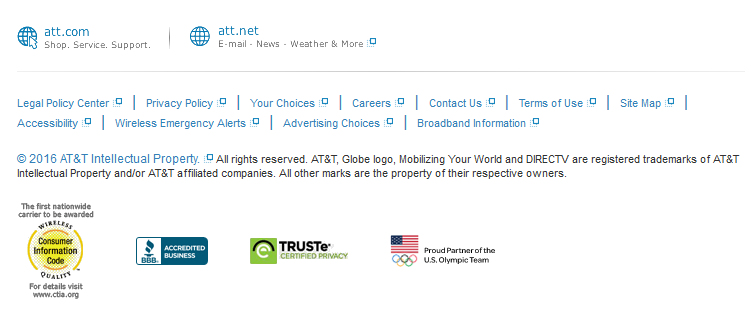 att.com
Shop. Service. Support.
att.net
E-mail - News - Weather & More
Legal Policy Center | Privacy Policy | Your Choices | Careers | Contact Us | Terms of Use | Site Map |
Accessibility | Wireless Emergency Alerts | Advertising Choices | Broadband Information
© 2016 AT&T Intellectual Property. All rights reserved. AT&T, Globe logo, Mobilizing Your World and DIRECTV are registered trademarks of AT&T
Intellectual Property and/or AT&T affiliated companies. All other marks are the property of their respective owners.
The first nationwide
carrier to be awarded
WIRELESS
Consumer
Information
Code
QUALITY™
For details visit
www.ctia.org
BBB.
ACCREDITED
BUSINESS
TRUSTe®
CERTIFIED PRIVACY
Proud Partner of the
U.S. Olympic Team